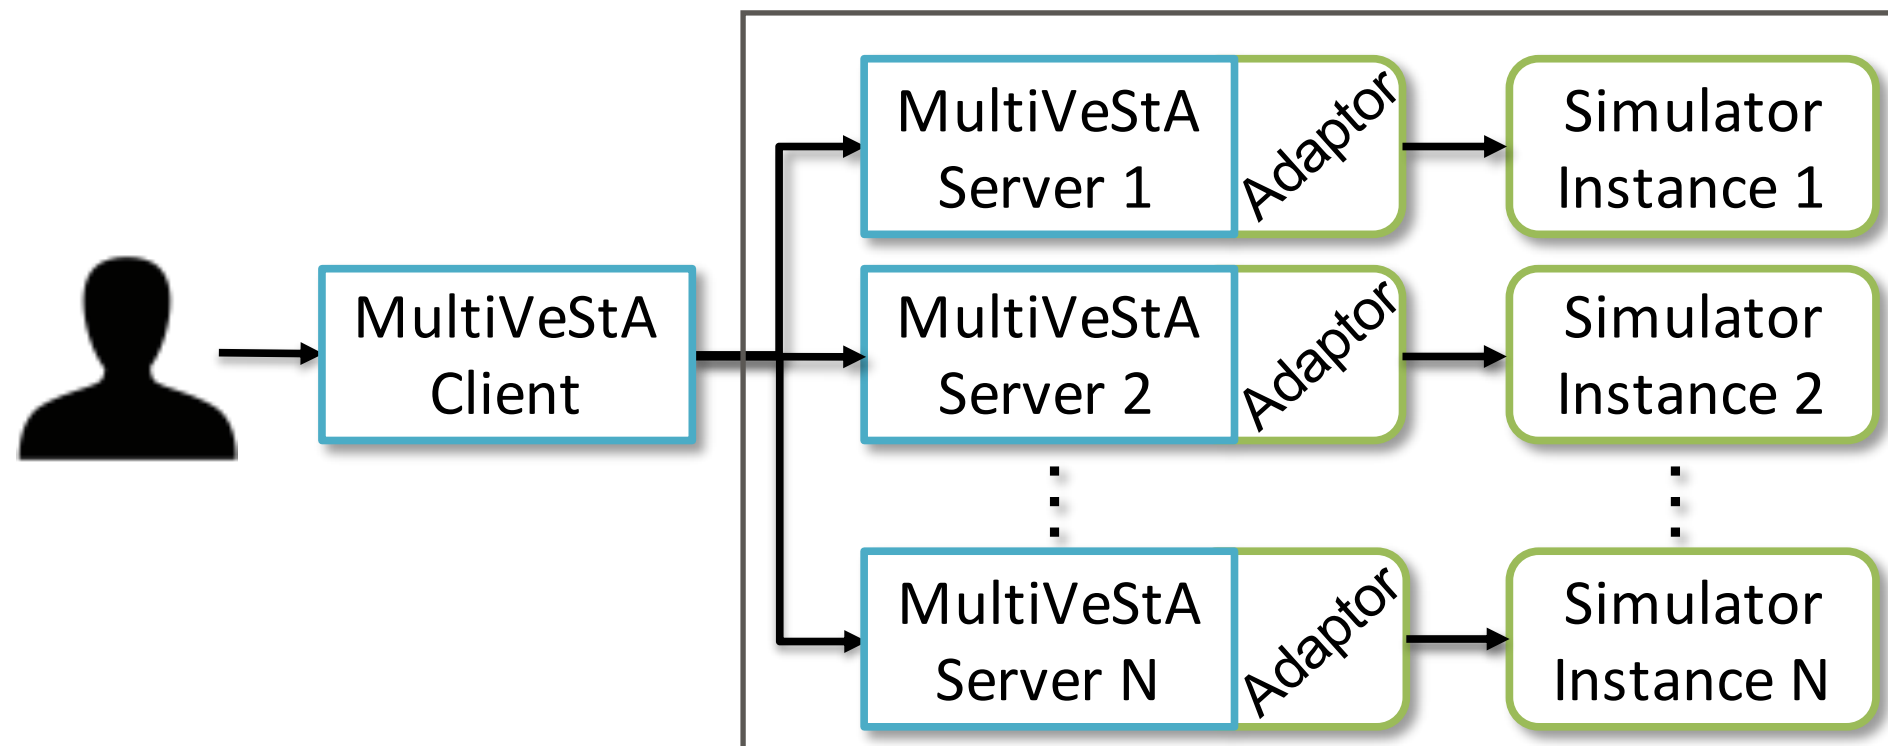 MultiVeStA
Client
MultiVeStA
Server 1
Adaptor
Simulator
Instance 1
MultiVeStA
Server 2
Adaptor
Simulator
Instance 2
MultiVeStA
Server N
Adaptor
Simulator
Instance N